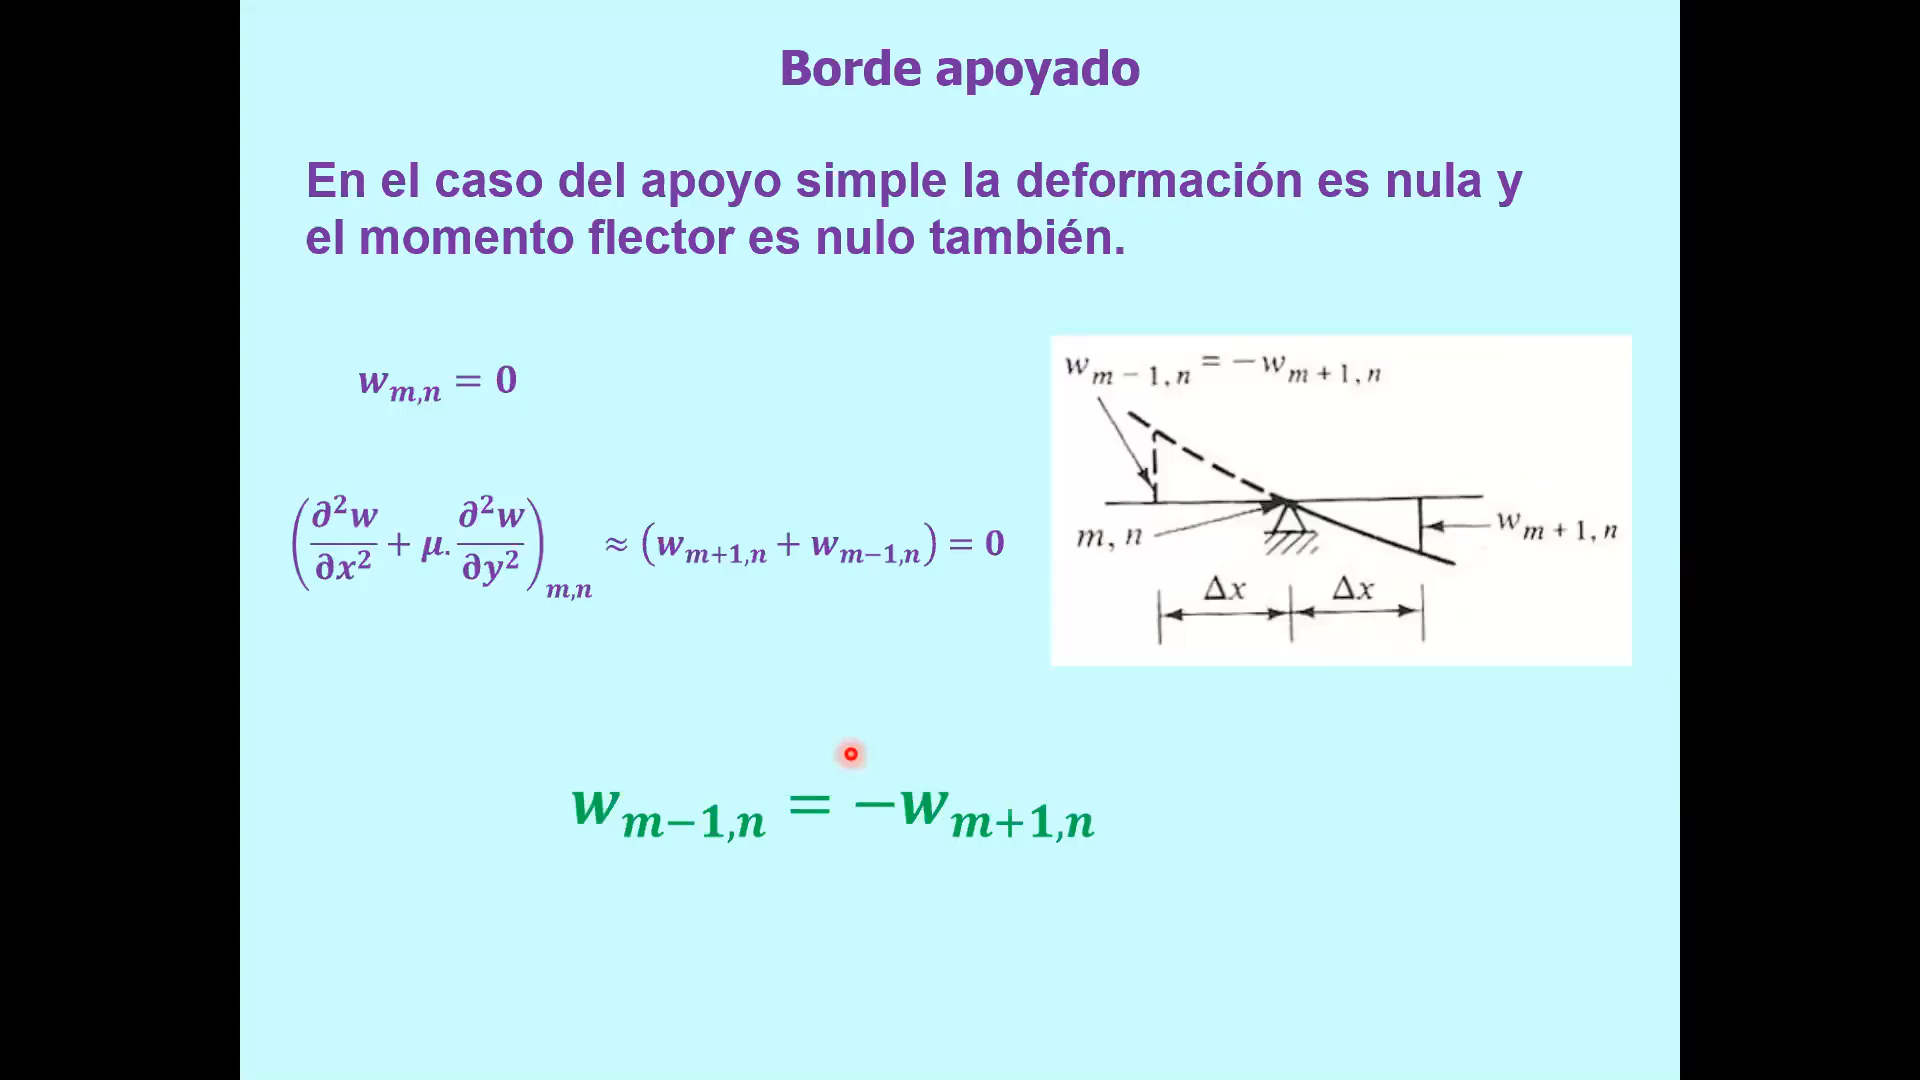 Borde apoyado
En el caso del apoyo simple la deformación es nula y
el momento flector es nulo también.
w_{m,n} = 0
(∂²w/∂x² + μ. ∂²w/∂y²)_{m,n} ≈ (w_{m+1,n} + w_{m−1,n}) = 0
w_{m−1,n} = −w_{m+1,n}
m, n
w_{m+1,n}
Δx Δx
w_{m−1,n} = −w_{m+1,n}